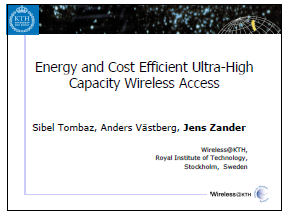 KTH
Energy and Cost Efficient Ultra-High
Capacity Wireless Access
Sibel Tombaz, Anders Västberg, Jens Zander
Wireless@KTH,
Royal Institute of Technology,
Stockholm, Sweden
Wireless@KTH